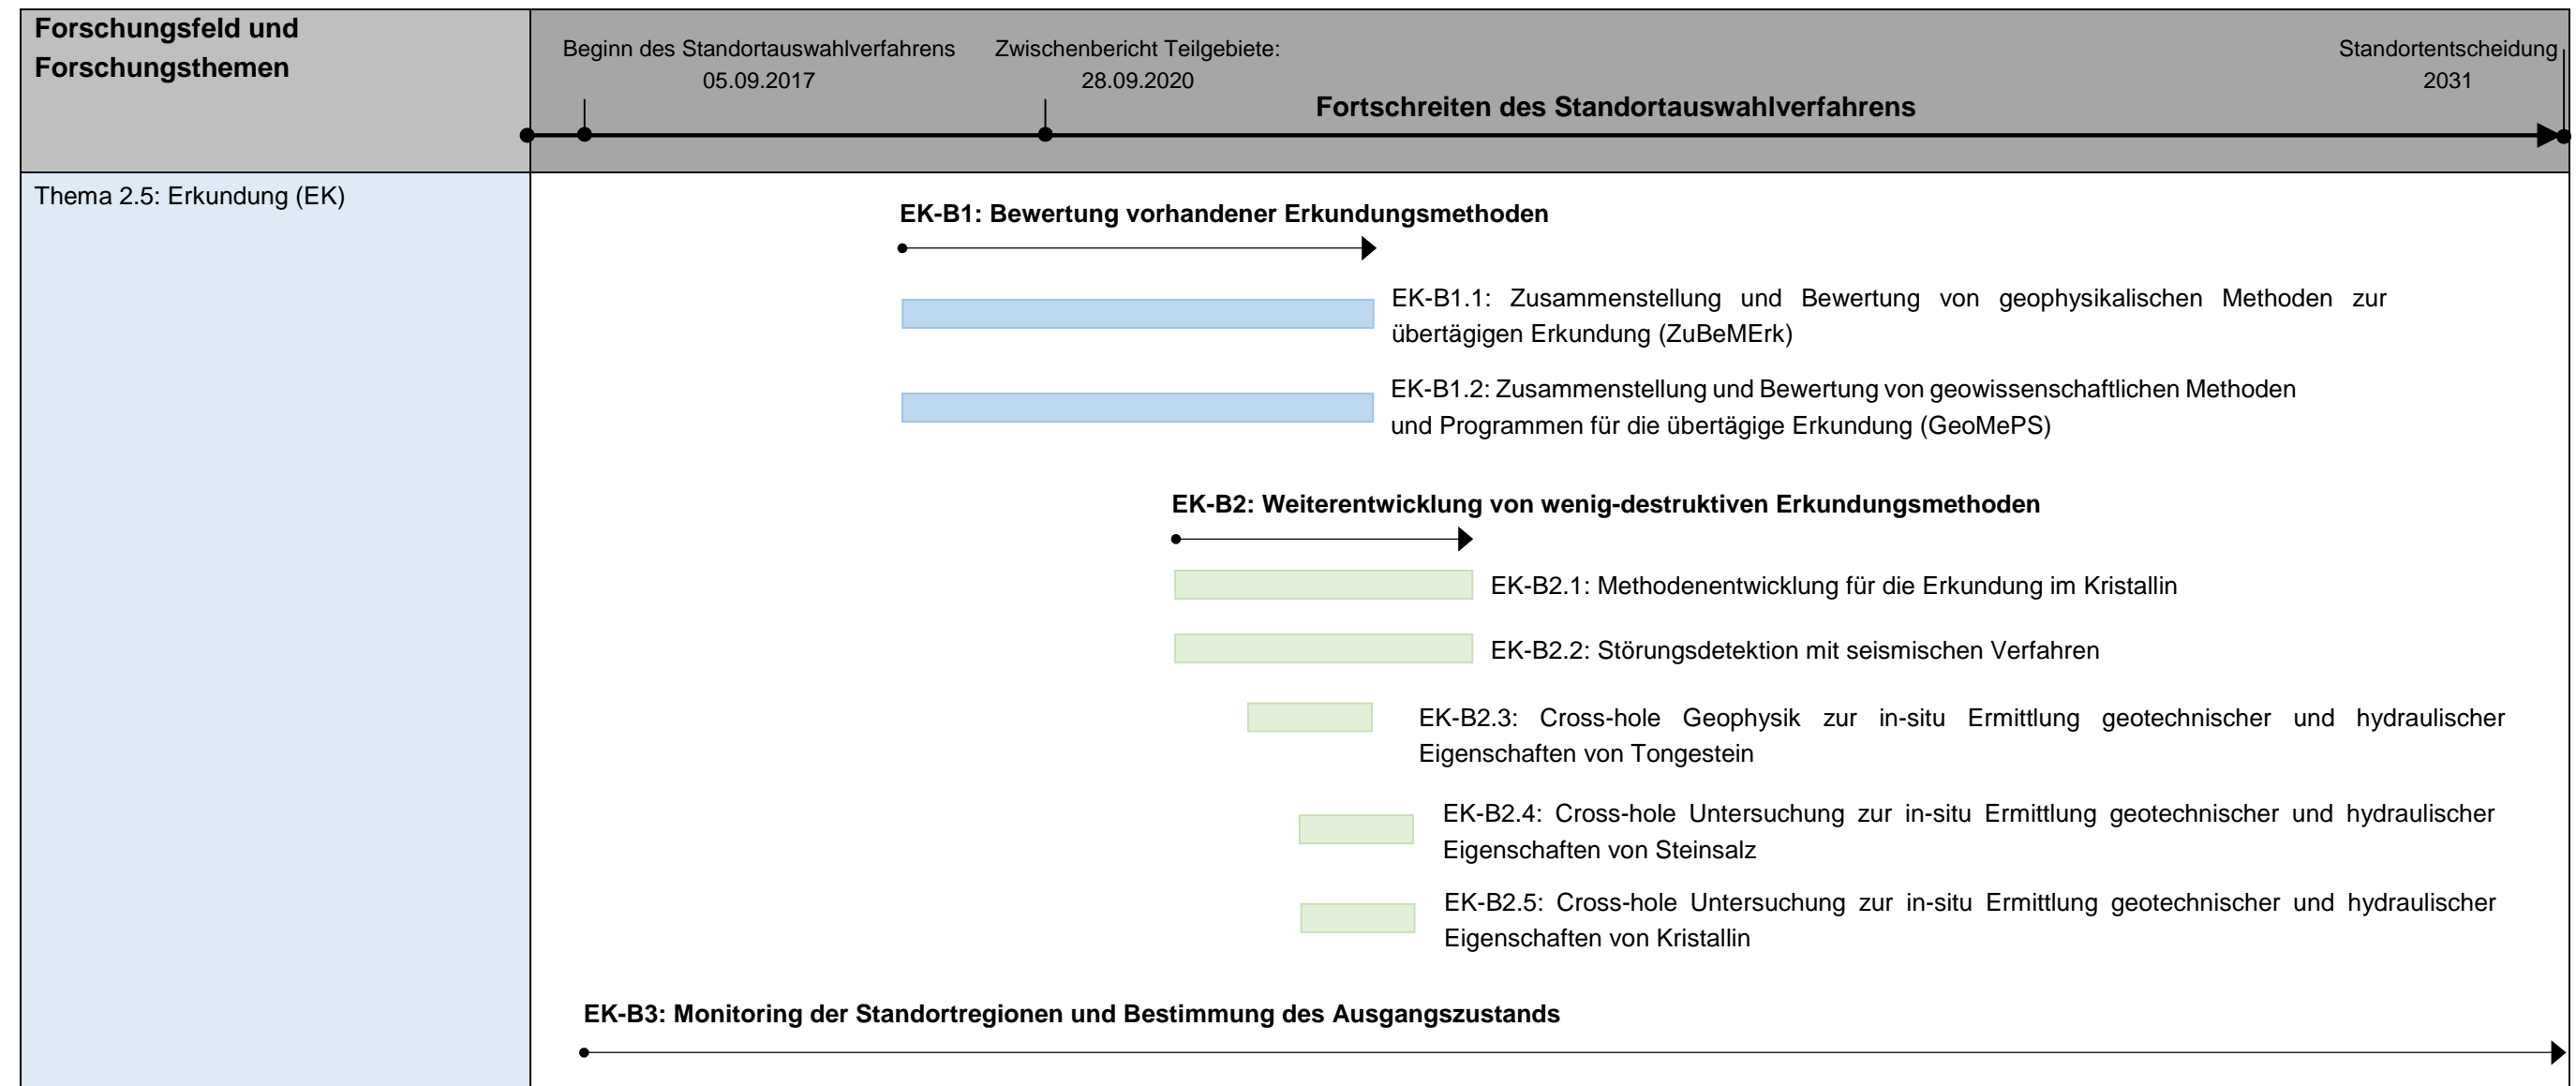 Forschungsfeld und
Forschungsthemen
Beginn des Standortauswahlverfahrens
05.09.2017
Zwischenbericht Teilgebiete:
28.09.2020
Standortentscheidung
2031
Fortschreiten des Standortauswahlverfahrens
Thema 2.5: Erkundung (EK)
EK-B1: Bewertung vorhandener Erkundungsmethoden
EK-B1.1: Zusammenstellung und Bewertung von geophysikalischen Methoden zur
übertägigen Erkundung (ZuBeMErk)
EK-B1.2: Zusammenstellung und Bewertung von geowissenschaftlichen Methoden
und Programmen für die übertägige Erkundung (GeoMePS)
EK-B2: Weiterentwicklung von wenig-destruktiven Erkundungsmethoden
EK-B2.1: Methodenentwicklung für die Erkundung im Kristallin
EK-B2.2: Störungsdetektion mit seismischen Verfahren
EK-B2.3: Cross-hole Geophysik zur in-situ Ermittlung geotechnischer und hydraulischer
Eigenschaften von Tongestein
EK-B2.4: Cross-hole Untersuchung zur in-situ Ermittlung geotechnischer und hydraulischer
Eigenschaften von Steinsalz
EK-B2.5: Cross-hole Untersuchung zur in-situ Ermittlung geotechnischer und hydraulischer
Eigenschaften von Kristallin
EK-B3: Monitoring der Standortregionen und Bestimmung des Ausgangszustands